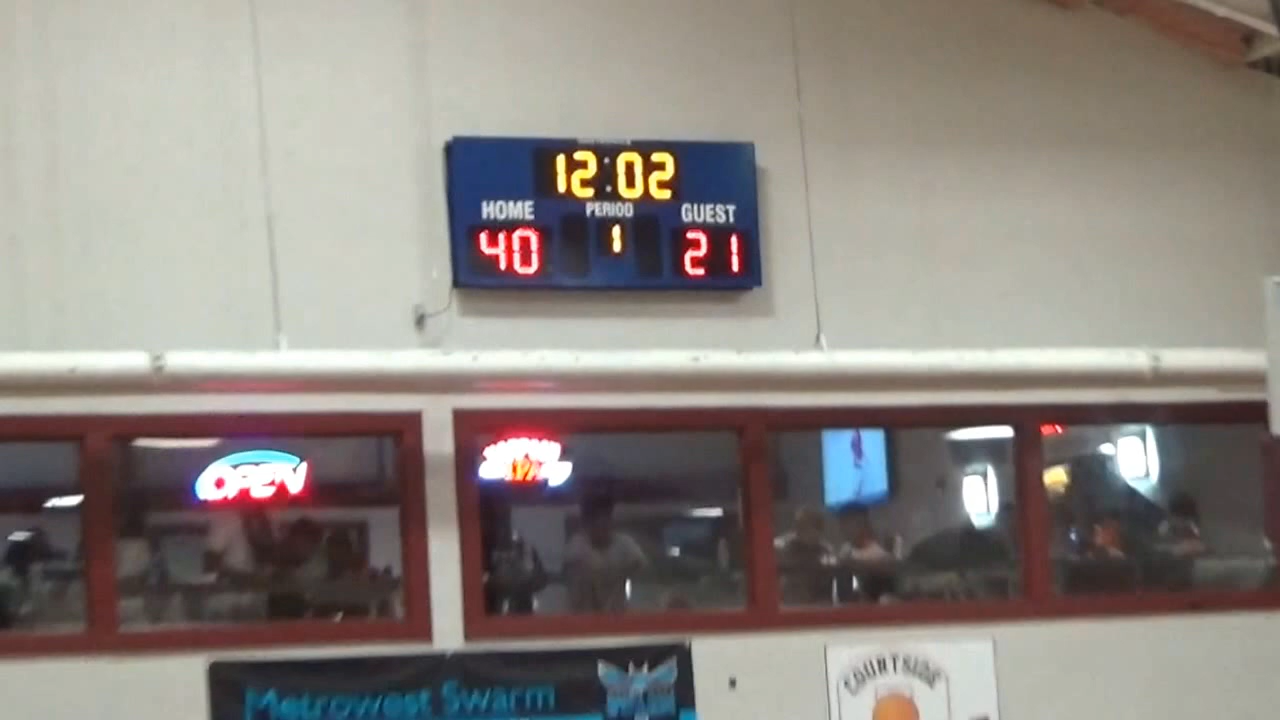 12:02
HOME PERIOD GUEST
40 1 21
OPEN
Metrowest Swarm
COURTSIDE